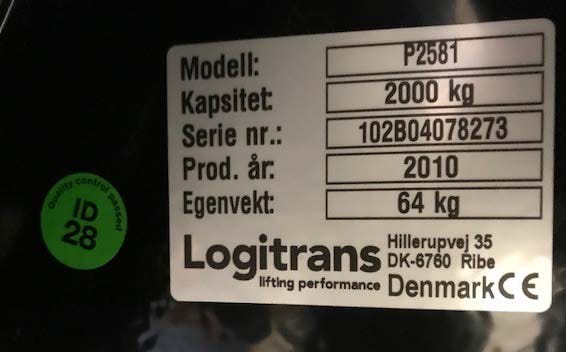 Modell: P2581
Kapsitet: 2000 kg
Serie nr.: 102B04078273
Prod. år: 2010
Egenvekt: 64 kg
Logitrans
lifting performance
Hillerupvej 35
DK-6760 Ribe
Denmark CE
Quality control passed
ID
28